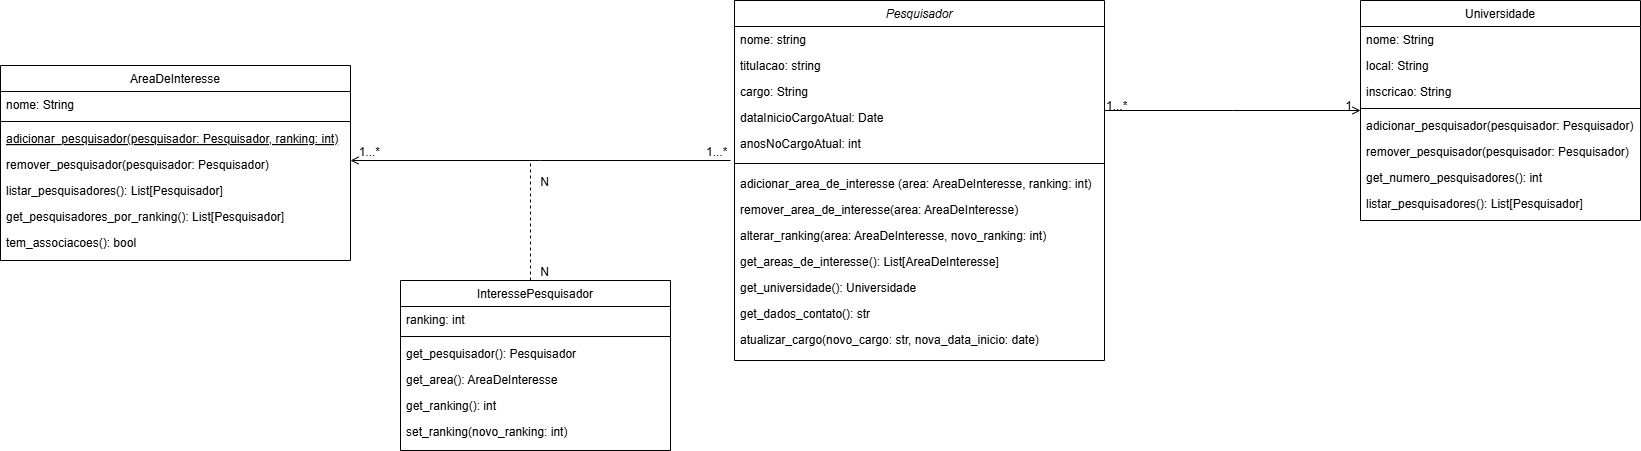 AreaDeInteresse
nome: String
adicionar_pesquisador(pesquisador: Pesquisador, ranking: int)
remover_pesquisador(pesquisador: Pesquisador)
listar_pesquisadores(): List[Pesquisador]
get_pesquisadores_por_ranking(): List[Pesquisador]
tem_associacoes(): bool
1...*
1...*
N
N
InteressePesquisador
ranking: int
get_pesquisador(): Pesquisador
get_area(): AreaDeInteresse
get_ranking(): int
set_ranking(novo_ranking: int)
Pesquisador
nome: string
titulacao: string
cargo: String
dataInicioCargoAtual: Date
anosNoCargoAtual: int
adicionar_area_de_interesse (area: AreaDeInteresse, ranking: int)
remover_area_de_interesse(area: AreaDeInteresse)
alterar_ranking(area: AreaDeInteresse, novo_ranking: int)
get_areas_de_interesse(): List[AreaDeInteresse]
get_universidade(): Universidade
get_dados_contato(): str
atualizar_cargo(novo_cargo: str, nova_data_inicio: date)
1...*
1
Universidade
nome: String
local: String
inscricao: String
adicionar_pesquisador(pesquisador: Pesquisador)
remover_pesquisador(pesquisador: Pesquisador)
get_numero_pesquisadores(): int
listar_pesquisadores(): List[Pesquisador]